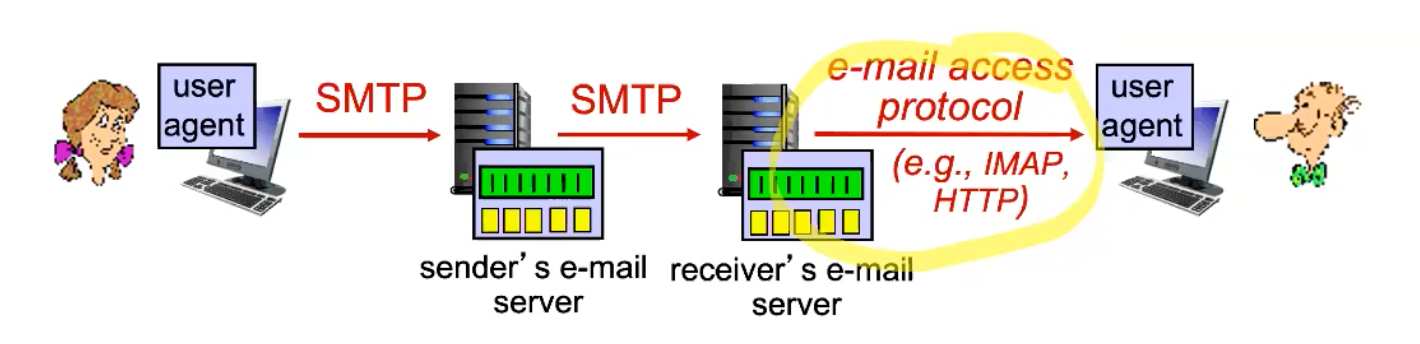 user
agent
SMTP
SMTP
e-mail access
protocol
(e.g., IMAP,
HTTP)
user
agent
sender's e-mail
server
receiver's e-mail
server